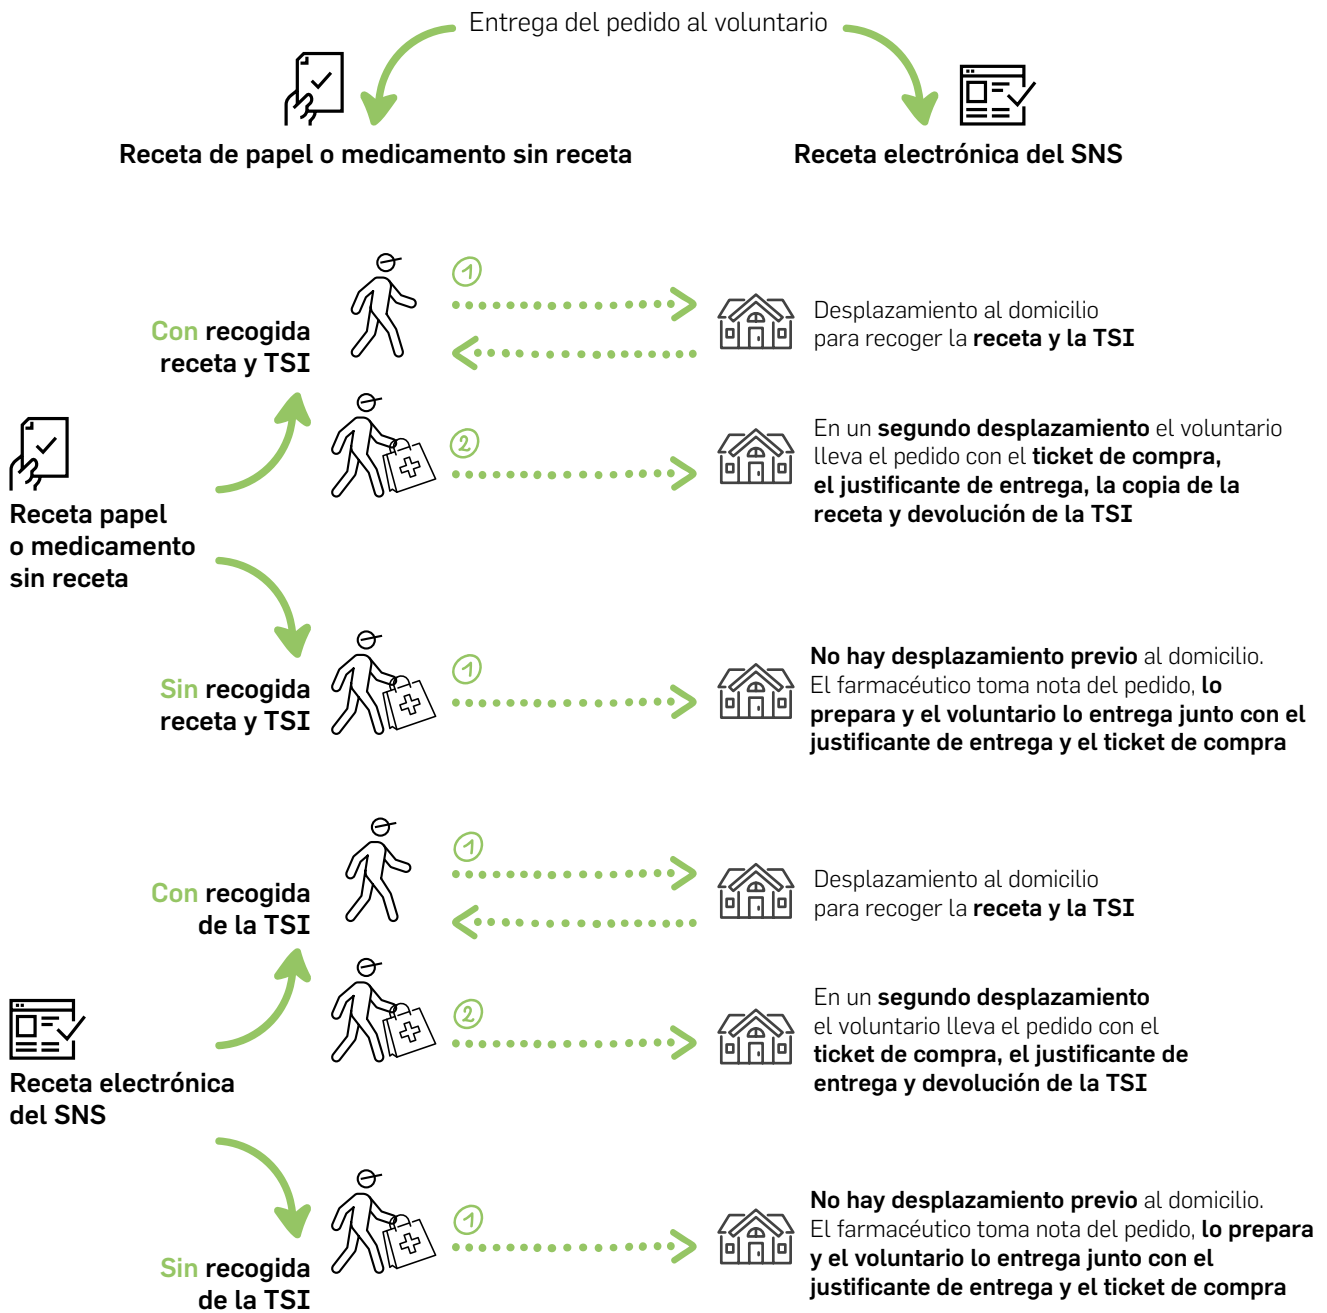 Entrega del pedido al voluntario
Receta de papel o medicamento sin receta
Receta electrónica del SNS
Receta papel
o medicamento
sin receta
Con recogida
receta y TSI
1
Desplazamiento al domicilio
para recoger la receta y la TSI
2
En un segundo desplazamiento el voluntario
lleva el pedido con el ticket de compra,
el justificante de entrega, la copia de la
receta y devolución de la TSI
Sin recogida
receta y TSI
1
No hay desplazamiento previo al domicilio.
El farmacéutico toma nota del pedido, lo
prepara y el voluntario lo entrega junto con el
justificante de entrega y el ticket de compra
Receta electrónica
del SNS
Con recogida
de la TSI
1
Desplazamiento al domicilio
para recoger la receta y la TSI
2
En un segundo desplazamiento
el voluntario lleva el pedido con el
ticket de compra, el justificante de
entrega y devolución de la TSI
Sin recogida
de la TSI
1
No hay desplazamiento previo al domicilio.
El farmacéutico toma nota del pedido, lo prepara
y el voluntario lo entrega junto con el
justificante de entrega y el ticket de compra